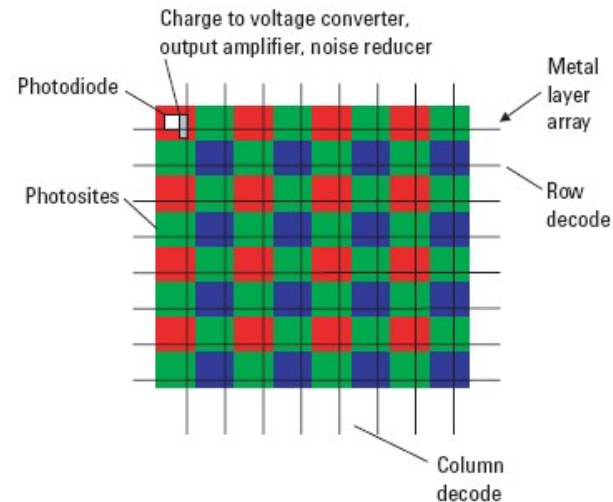 Charge to voltage converter,
output amplifier, noise reducer
Photodiode
Metal
layer
array
Photosites
Row
decode
Column
decode